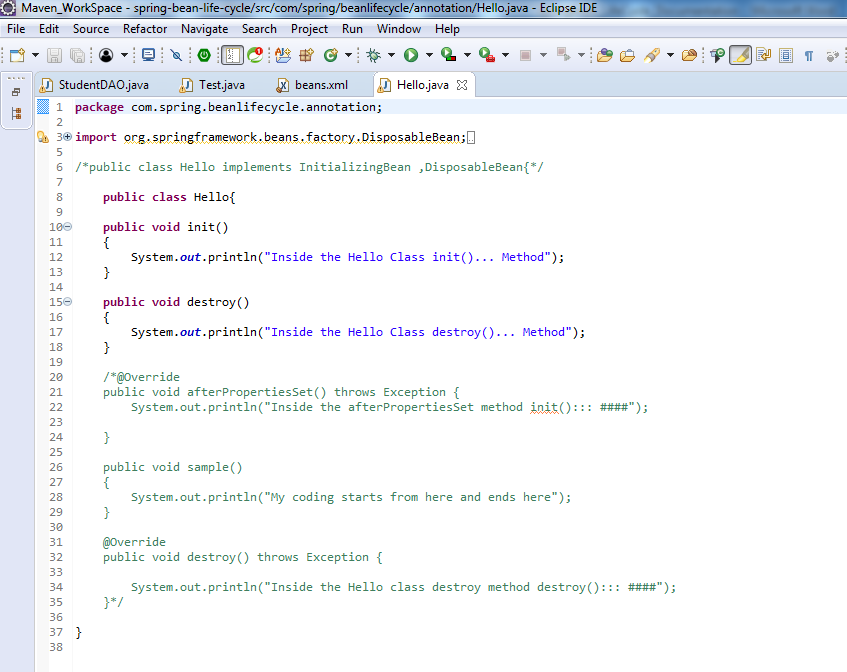 Maven_WorkSpace - spring-bean-life-cycle/src/com/spring/beanlifecycle/annotation/Hello.java - Eclipse IDE
File Edit Source Refactor Navigate Search Project Run Window Help
StudentDAO.java Test.java beans.xml Hello.java
1 package com.spring.beanlifecycle.annotation;
2
3 import org.springframework.beans.factory.DisposableBean;
5
6 /*public class Hello implements InitializingBean ,DisposableBean{*/
7
8 public class Hello{
9
10 public void init()
11 {
12 System.out.println("Inside the Hello Class init()... Method");
13 }
14
15 public void destroy()
16 {
17 System.out.println("Inside the Hello Class destroy()... Method");
18 }
19
20 /*@Override
21 public void afterPropertiesSet() throws Exception {
22 System.out.println("Inside the afterPropertiesSet method init()::: ####");
23
24 }
25
26 public void sample()
27 {
28 System.out.println("My coding starts from here and ends here");
29 }
30
31 @Override
32 public void destroy() throws Exception {
33
34 System.out.println("Inside the Hello class destroy method destroy()::: ####");
35 }*/
36
37 }
38